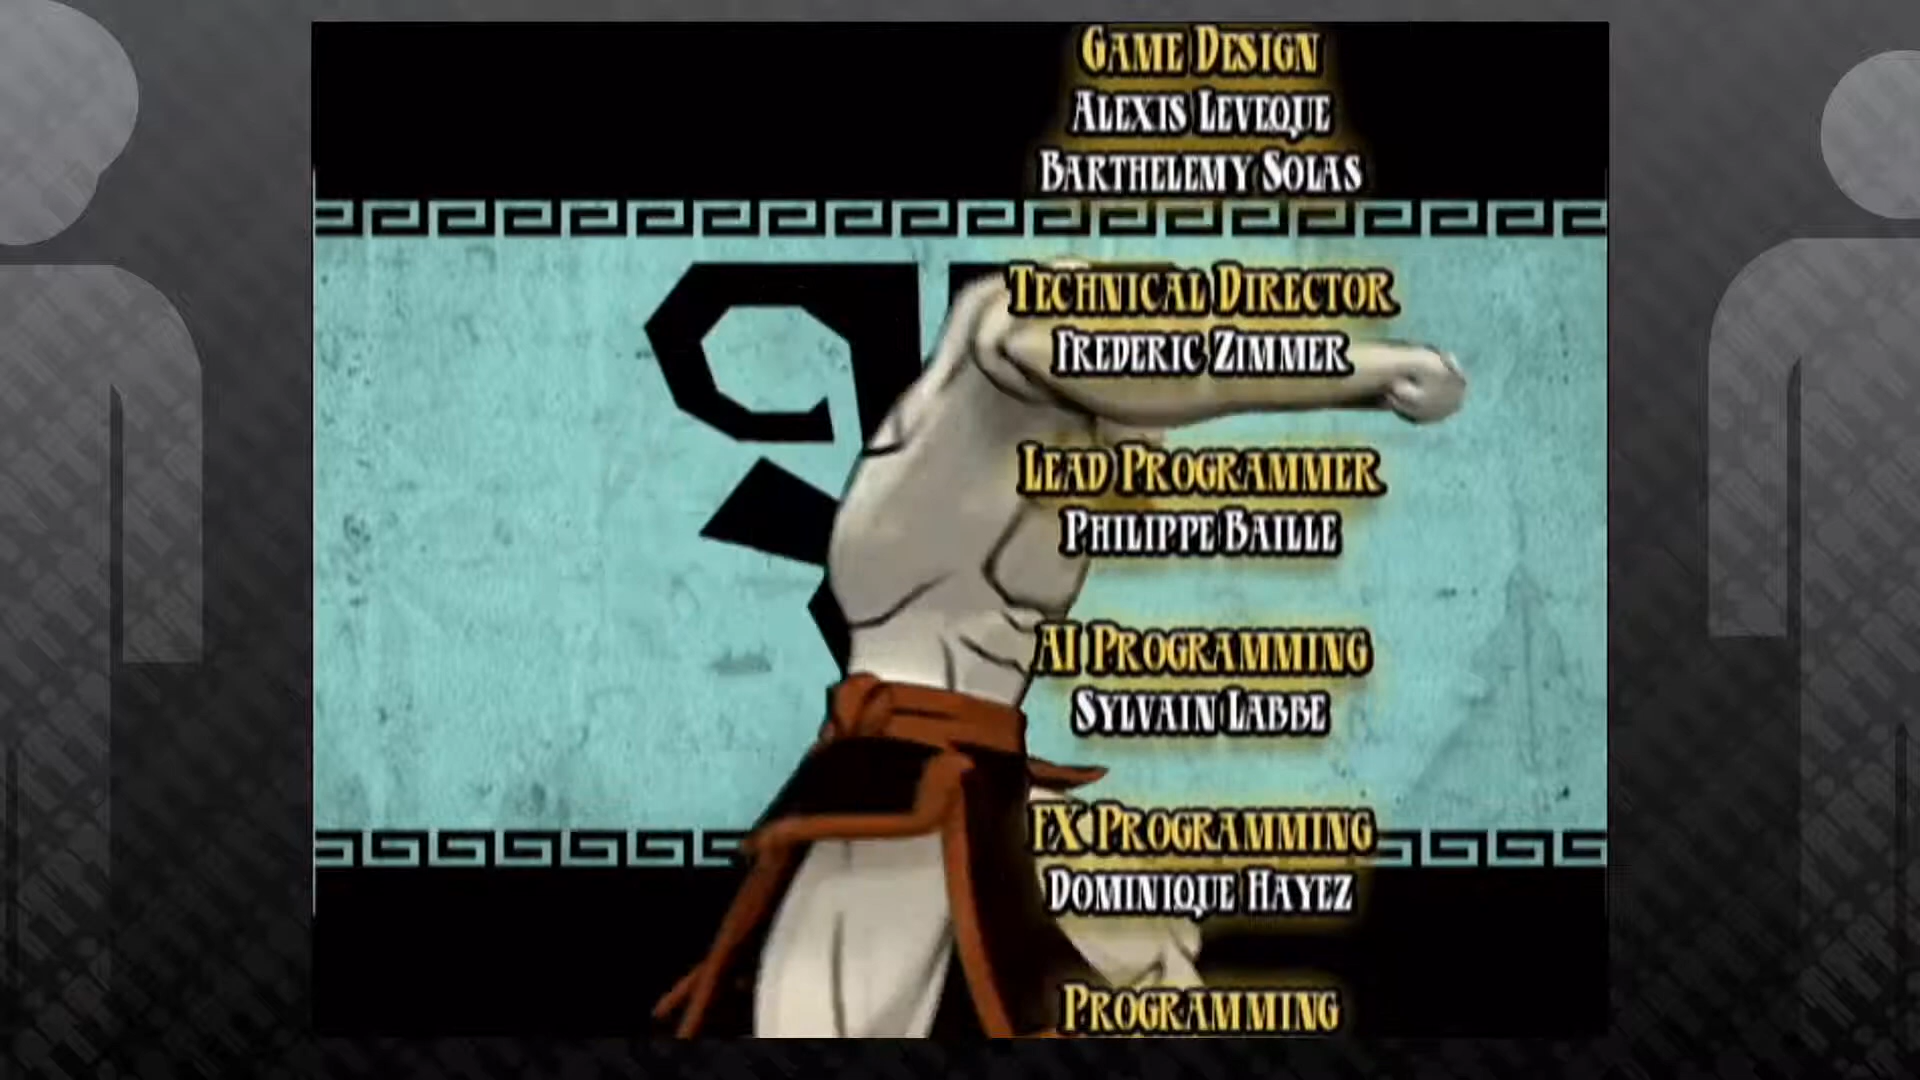 GAME DESIGN
ALEXIS LEVEQUE
BARTHELEMY SOLAS
TECHNICAL DIRECTOR
FREDERIC ZIMMER
LEAD PROGRAMMER
PHILIPPE BAILLE
AI PROGRAMMING
SYLVAIN LABBE
FX PROGRAMMING
DOMINIQUE HAYEZ
PROGRAMMING